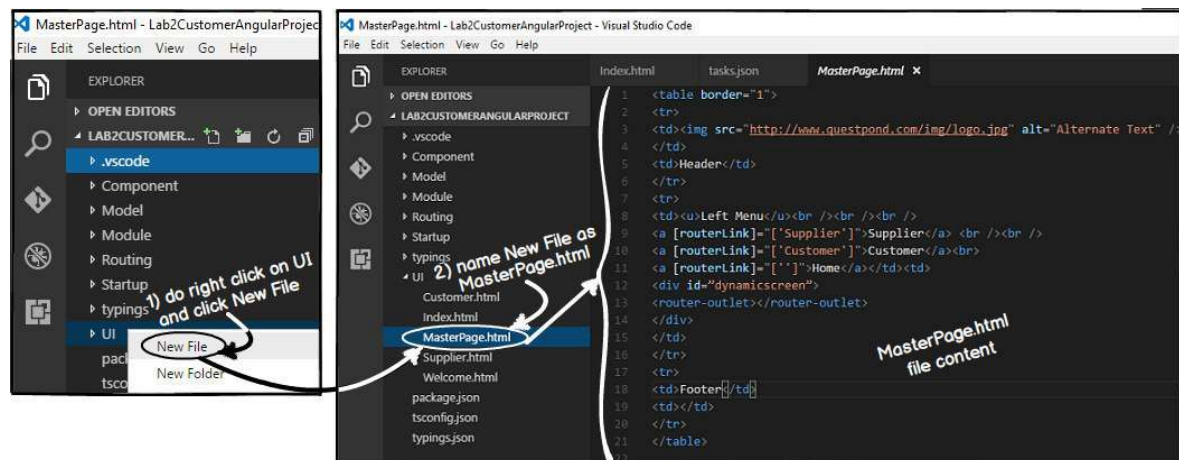 MasterPage.html - Lab2CustomerAngularProjec
File Edit Selection View Go Help
EXPLORER
OPEN EDITORS
LAB2CUSTOMER...
.vscode
Component
Model
Module
Routing
Startup
typings
UI
pac
tsco
New File
New Folder
1) do right click on UI
and click New File
MasterPage.html - Lab2CustomerAngularProject - Visual Studio Code
File Edit Selection View Go Help
EXPLORER
OPEN EDITORS
LAB2CUSTOMERANGULARPROJECT
.vscode
Component
Model
Module
Routing
Startup
typings
UI
Customer.html
Index.html
MasterPage.html
Supplier.html
Welcome.html
package.json
tsconfig.json
typings.json
2) name New File as
MasterPage.html
Index.html tasks.json MasterPage.html ×
1 <table border="1">
2 <tr>
3 <td><img src="http://www.questpond.com/img/logo.jpg" alt="Alternate Text" />
4 </td>
5 <td>Header</td>
6 </tr>
7 <tr>
8 <td><u>Left Menu</u><br /><br /><br />
9 <a [routerLink]="['Supplier']">Supplier</a> <br /><br />
10 <a [routerLink]="['Customer']">Customer</a><br>
11 <a [routerLink]="['']">Home</a></td><td>
12 <div id="dynamicscreen">
13 <router-outlet></router-outlet>
14 </div>
15 </td>
16 </tr>
17 <tr>
18 <td>Footer</td>
19 <td></td>
20 </tr>
21 </table>
22
MasterPage.html
file content